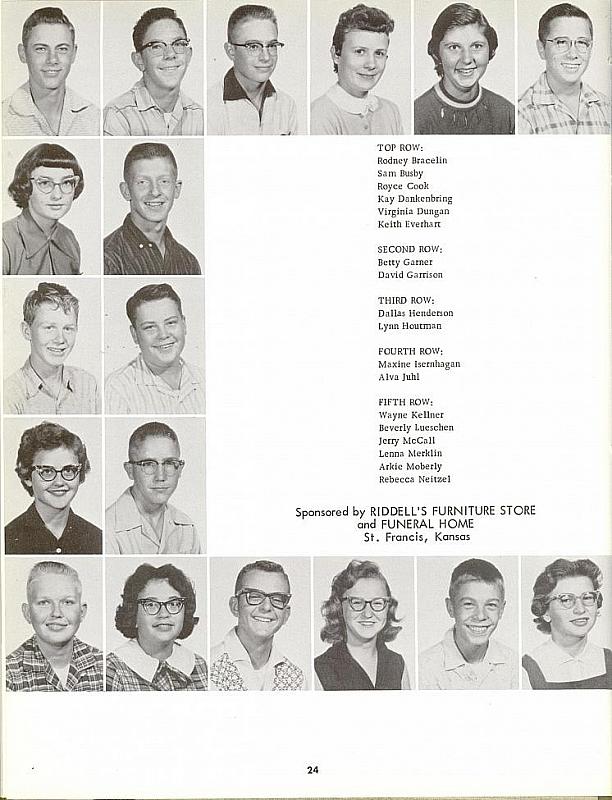 TOP ROW:
Rodney Bracelin
Sam Busby
Royce Cook
Kay Dankenbring
Virginia Dungan
Keith Everhart
SECOND ROW:
Betty Garner
David Garrison
THIRD ROW:
Dallas Henderson
Lynn Houtman
FOURTH ROW:
Maxine Isernhagan
Alva Juhl
FIFTH ROW:
Wayne Kellner
Beverly Lueschen
Jerry McCall
Lenna Merklin
Arkie Moberly
Rebecca Neitzel
Sponsored by RIDDELL'S FURNITURE STORE
and FUNERAL HOME
St. Francis, Kansas
24